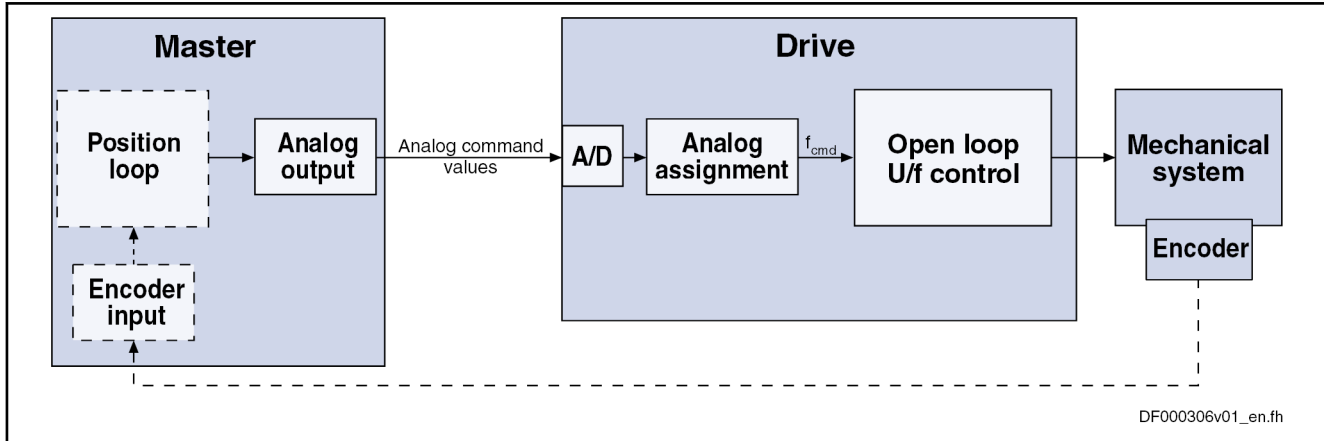 Master
Position
loop
Analog
output
Encoder
input
Analog command
values
Drive
A/D
Analog
assignment
fcmd
Open loop
U/f control
Mechanical
system
Encoder
DF000306v01_en.fh